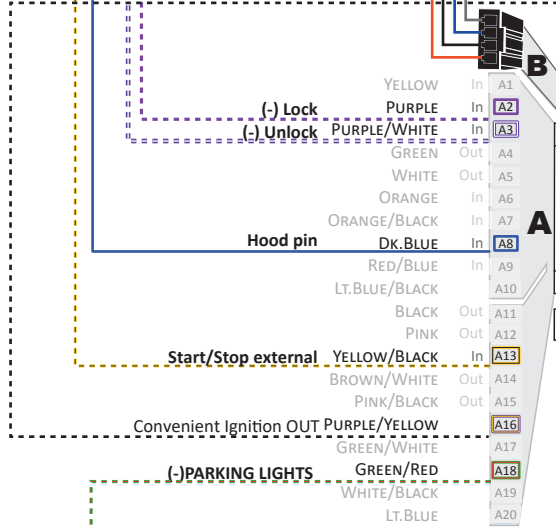 B
YELLOW In A1
(-) Lock PURPLE In A2
(-) Unlock PURPLE/WHITE In A3
GREEN Out A4
WHITE Out A5
ORANGE In A6
ORANGE/BLACK In A7
A
Hood pin DK.BLUE In A8
RED/BLUE In A9
LT.BLUE/BLACK A10
BLACK Out A11
PINK Out A12
Start/Stop external YELLOW/BLACK In A13
BROWN/WHITE Out A14
PINK/BLACK Out A15
Convenient Ignition OUT PURPLE/YELLOW A16
GREEN/WHITE A17
(-)PARKING LIGHTS GREEN/RED A18
WHITE/BLACK A19
LT.BLUE A20